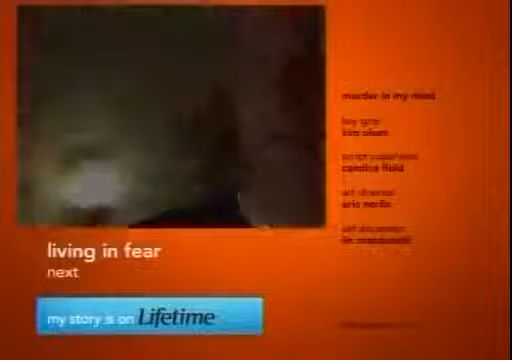 living in fear
next
my story is on Lifetime
murder in my mind
key grip
kim olsen
script supervisor
candice field
art director
eric norlin
art decorator